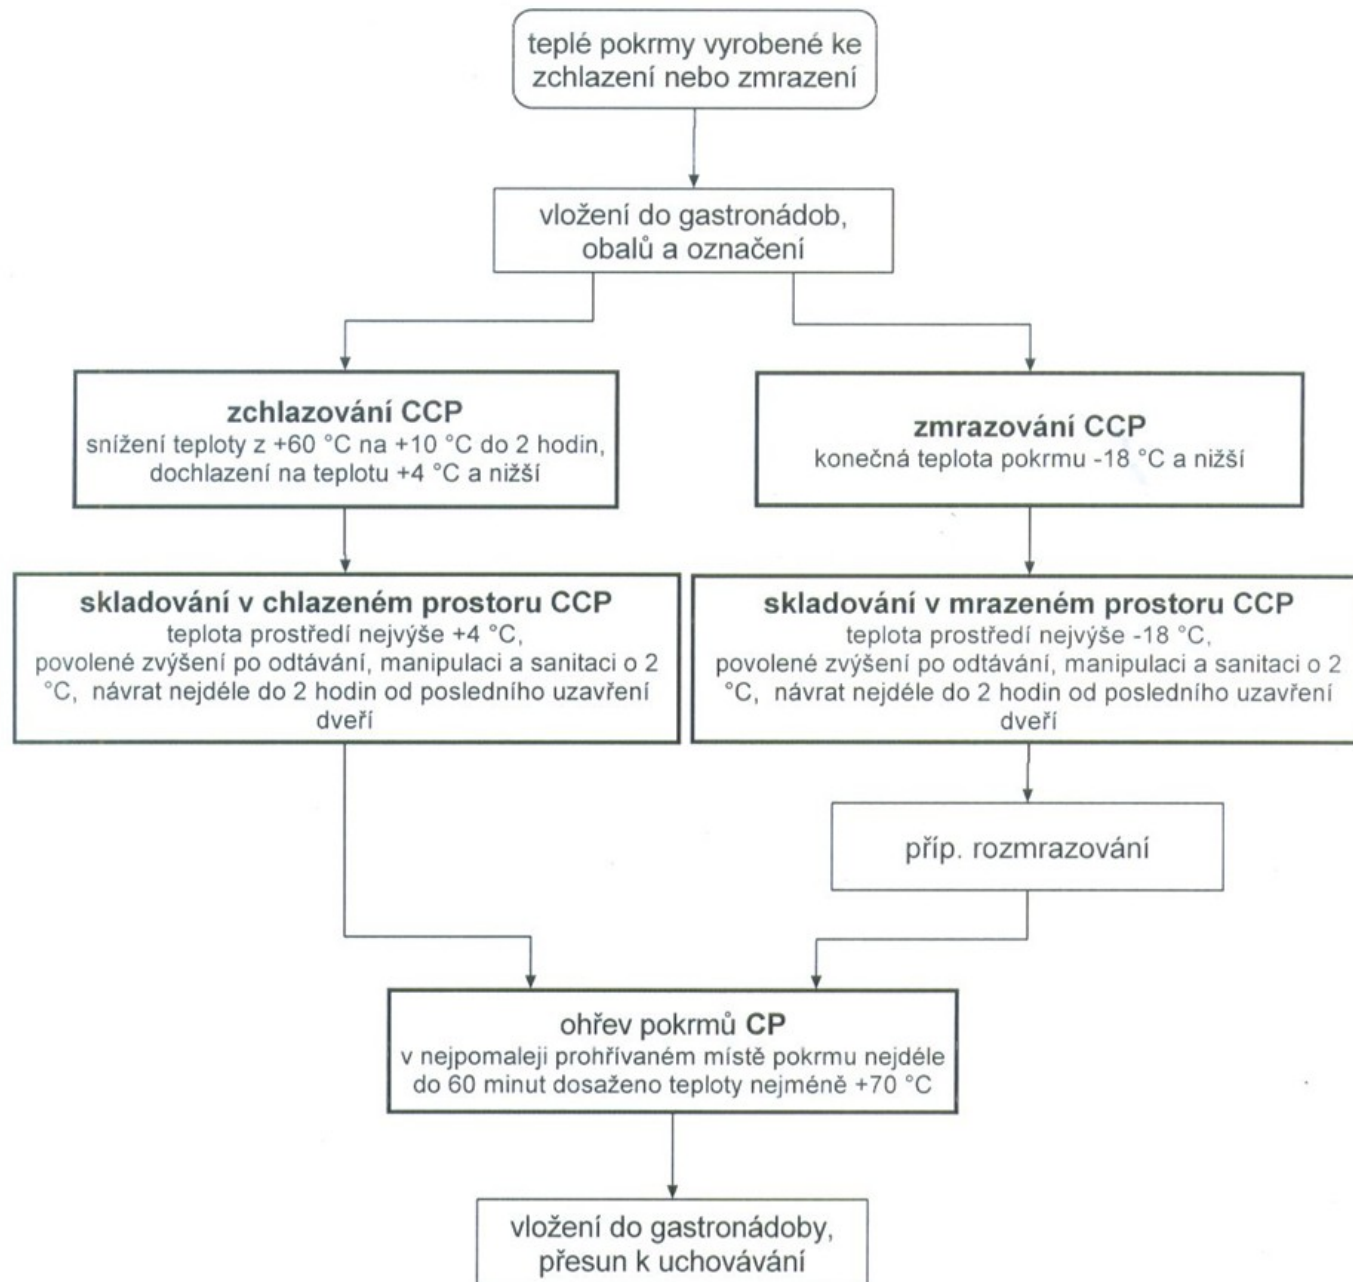 teplé pokrmy vyrobené ke
zchlazení nebo zmrazení
vložení do gastronádob,
obalů a označení
zchlazování CCP
snížení teploty z +60 °C na +10 °C do 2 hodin,
dochlazení na teplotu +4 °C a nižší
zmrazování CCP
konečná teplota pokrmu -18 °C a nižší
skladování v chlazeném prostoru CCP
teplota prostředí nejvýše +4 °C,
povolené zvýšení po odtávání, manipulaci a sanitaci o 2
°C, návrat nejdéle do 2 hodin od posledního uzavření
dveří
skladování v mrazeném prostoru CCP
teplota prostředí nejvýše -18 °C,
povolené zvýšení po odtávání, manipulaci a sanitaci o 2
°C, návrat nejdéle do 2 hodin od posledního uzavření
dveří
příp. rozmrazování
ohřev pokrmů CP
v nejpomaleji prohřívaném místě pokrmu nejdéle
do 60 minut dosaženo teploty nejméně +70 °C
vložení do gastronádoby,
přesun k uchovávání